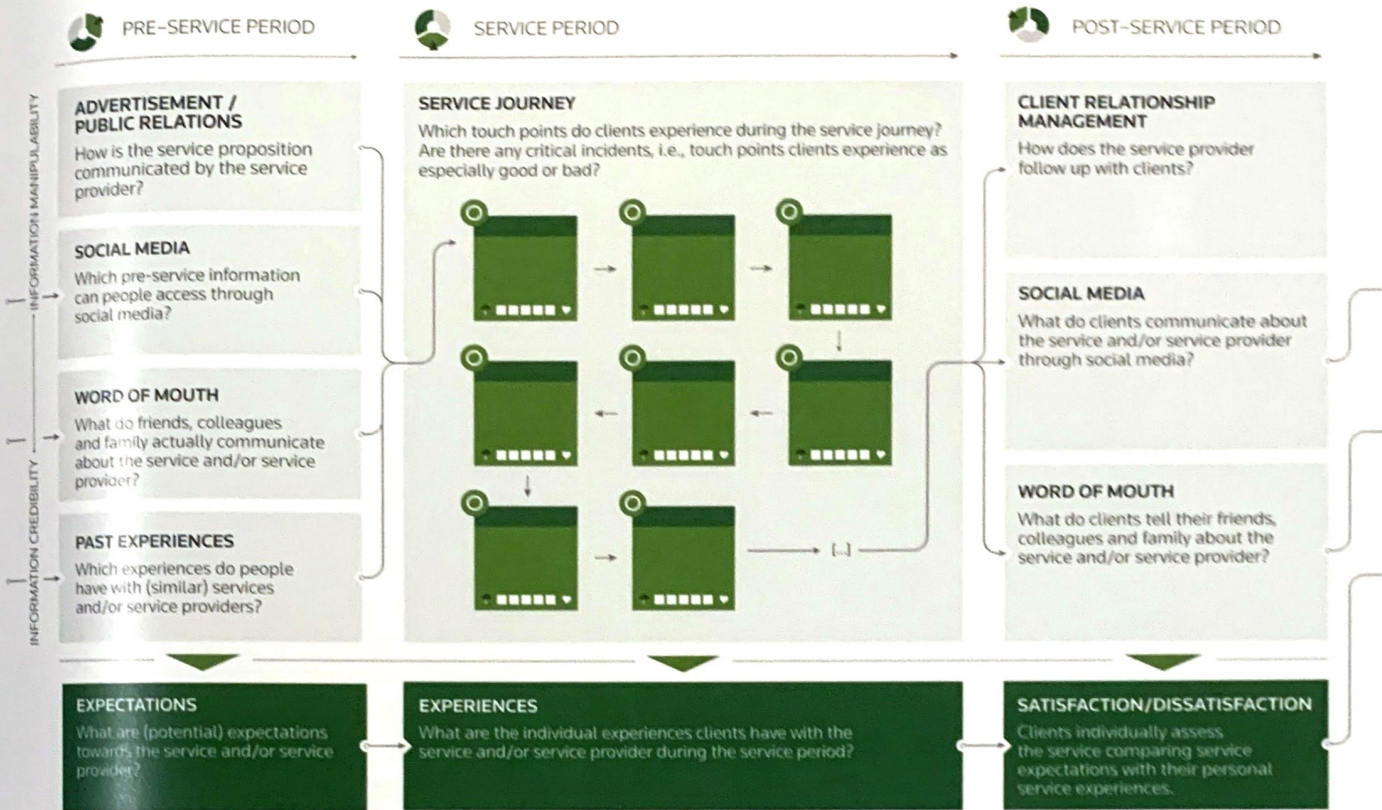 PRE-SERVICE PERIOD
SERVICE PERIOD
POST-SERVICE PERIOD
INFORMATION MANIPULABILITY
INFORMATION CREDIBILITY
ADVERTISEMENT /
PUBLIC RELATIONS
How is the service proposition
communicated by the service
provider?
SOCIAL MEDIA
Which pre-service information
can people access through
social media?
WORD OF MOUTH
What do friends, colleagues
and family actually communicate
about the service and/or service
provider?
PAST EXPERIENCES
Which experiences do people
have with (similar) services
and/or service providers?
SERVICE JOURNEY
Which touch points do clients experience during the service journey?
Are there any critical incidents, i.e., touch points clients experience as
especially good or bad?
[...]
CLIENT RELATIONSHIP
MANAGEMENT
How does the service provider
follow up with clients?
SOCIAL MEDIA
What do clients communicate about
the service and/or service provider
through social media?
WORD OF MOUTH
What do clients tell their friends,
colleagues and family about the
service and/or service provider?
EXPECTATIONS
What are (potential) expectations
towards the service and/or service
provider?
EXPERIENCES
What are the individual experiences clients have with the
service and/or service provider during the service period?
SATISFACTION/DISSATISFACTION
Clients individually assess
the service comparing service
expectations with their personal
service experiences.